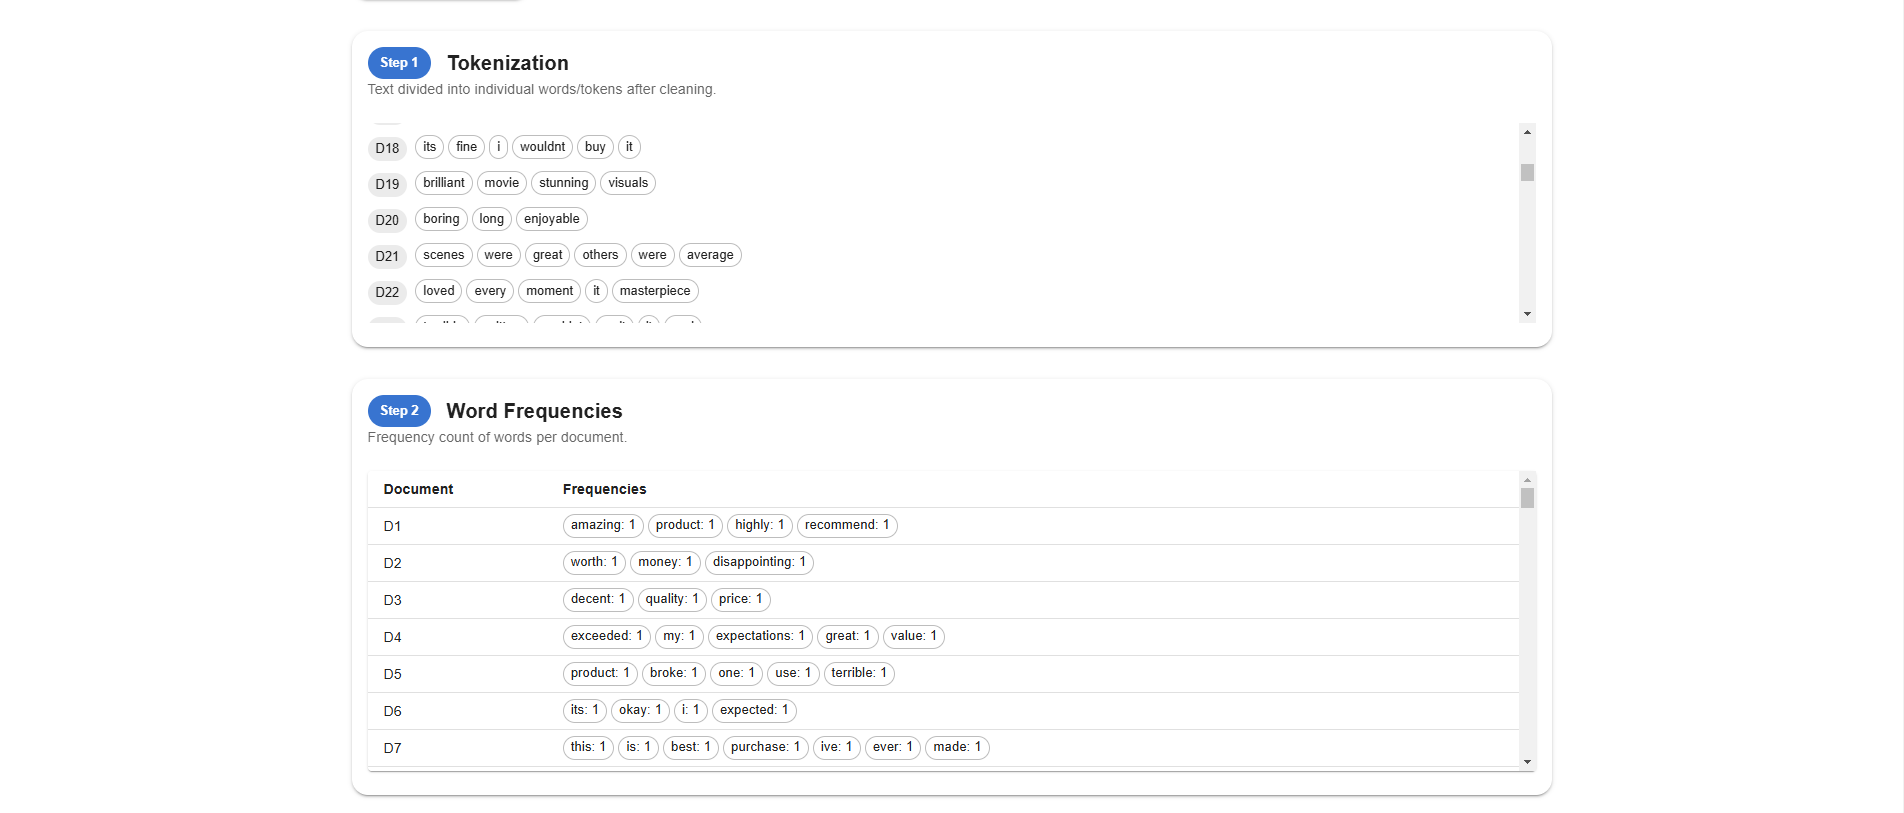 Step 1 Tokenization
Text divided into individual words/tokens after cleaning.
D18 its fine i wouldnt buy it
D19 brilliant movie stunning visuals
D20 boring long enjoyable
D21 scenes were great others were average
D22 loved every moment it masterpiece
Step 2 Word Frequencies
Frequency count of words per document.
Document Frequencies
D1 amazing: 1 product: 1 highly: 1 recommend: 1
D2 worth: 1 money: 1 disappointing: 1
D3 decent: 1 quality: 1 price: 1
D4 exceeded: 1 my: 1 expectations: 1 great: 1 value: 1
D5 product: 1 broke: 1 one: 1 use: 1 terrible: 1
D6 its: 1 okay: 1 i: 1 expected: 1
D7 this: 1 is: 1 best: 1 purchase: 1 ive: 1 ever: 1 made: 1